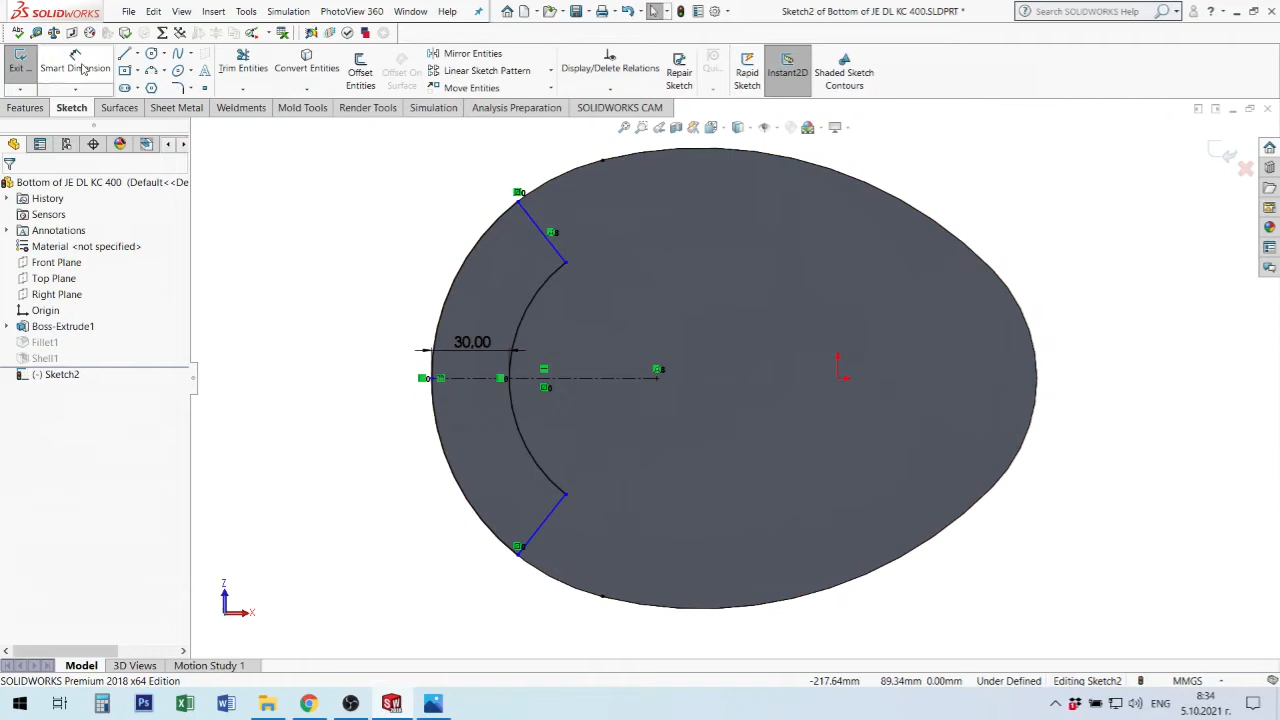 SOLIDWORKS File Edit View Insert Tools Simulation PhotoView 360 Window Help Sketch2 of Bottom of JE DL KC 400.SLDPRT * Search SOLIDWORKS Help
Exit ... Smart Dimension Trim Entities Convert Entities Offset Entities Offset On Surface Mirror Entities Linear Sketch Pattern Move Entities Display/Delete Relations Repair Sketch Qui... Rapid Sketch Instant2D Shaded Sketch Contours
Features Sketch Surfaces Sheet Metal Weldments Mold Tools Render Tools Simulation Analysis Preparation SOLIDWORKS CAM
Bottom of JE DL KC 400 (Default<<De
History
Sensors
Annotations
Material <not specified>
Front Plane
Top Plane
Right Plane
Origin
Boss-Extrude1
Fillet1
Shell1
(-) Sketch2
30,00
Z
X
Model 3D Views Motion Study 1
SOLIDWORKS Premium 2018 x64 Edition -217.64mm 89.34mm 0.00mm Under Defined Editing Sketch2 MMGS
ENG 8:34
5.10.2021 г.